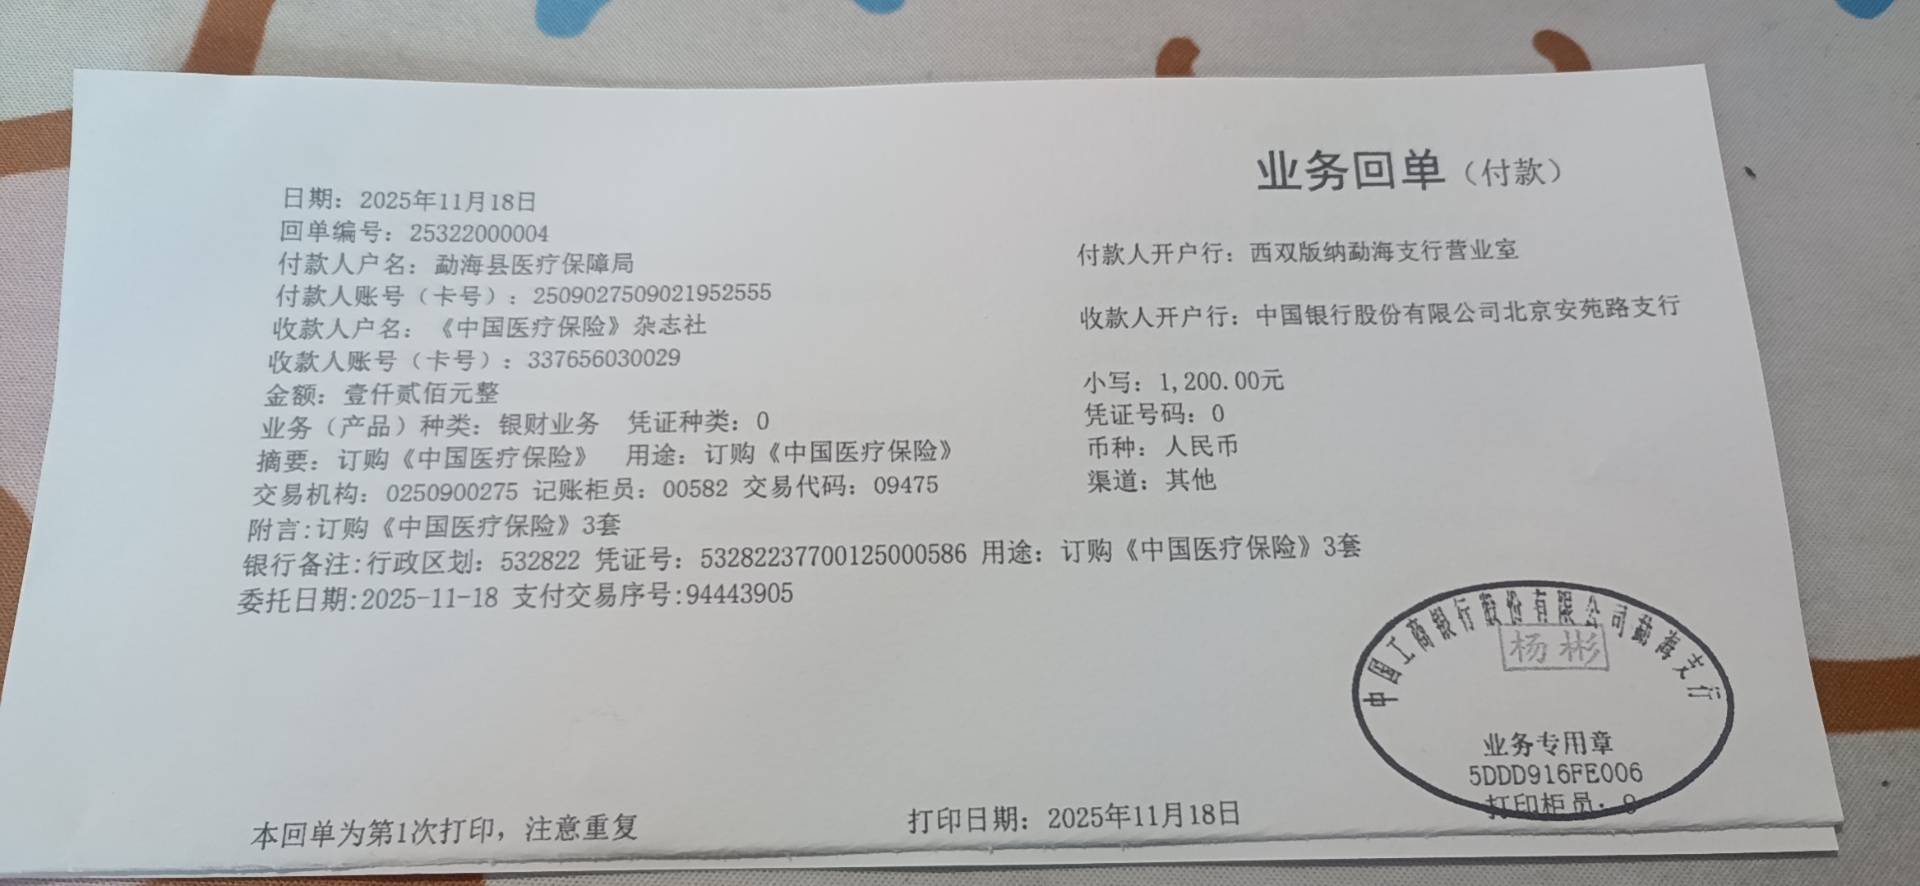 业务回单（付款）
日期：2025年11月18日
回单编号：25322000004
付款人户名：勐海县医疗保障局
付款人开户行：西双版纳勐海支行营业室
付款人账号（卡号）：2509027509021952555
收款人户名：《中国医疗保险》杂志社
收款人开户行：中国银行股份有限公司北京安苑路支行
收款人账号（卡号）：337656030029
金额：壹仟贰佰元整
小写：1,200.00元
业务（产品）种类：银财业务 凭证种类：0
凭证号码：0
摘要：订购《中国医疗保险》 用途：订购《中国医疗保险》
币种：人民币
交易机构：0250900275 记账柜员：00582 交易代码：09475
渠道：其他
附言:订购《中国医疗保险》3套
银行备注:行政区划：532822 凭证号：53282237700125000586 用途：订购《中国医疗保险》3套
委托日期:2025-11-18 支付交易序号:94443905
中国工商银行股份有限公司勐海支行
杨彬
业务专用章
5DDD916FE006
打印柜员：9
本回单为第1次打印，注意重复
打印日期：2025年11月18日